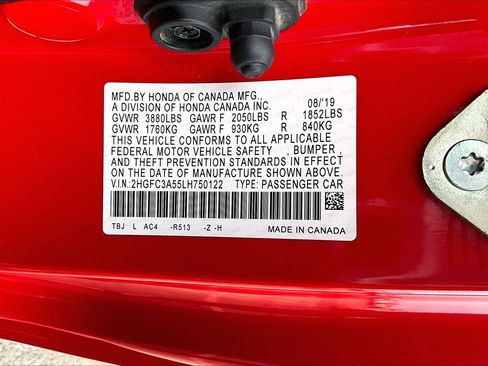 MFD.BY HONDA OF CANADA MFG.,
A DIVISION OF HONDA CANADA INC. 08/'19
GVWR 3880LBS GAWR F 2050LBS R 1852LBS
GVWR 1760KG GAWR F 930KG R 840KG
THIS VEHICLE CONFORMS TO ALL APPLICABLE
FEDERAL MOTOR VEHICLE SAFETY , BUMPER ,
AND THEFT PREVENTION STANDARDS IN EFFECT ON
THE DATE OF MANUFACTURE SHOWN ABOVE.
V.I.N.:2HGFC3A55LH750122 TYPE: PASSENGER CAR
TBJ L AC4 -R513 -Z -H MADE IN CANADA